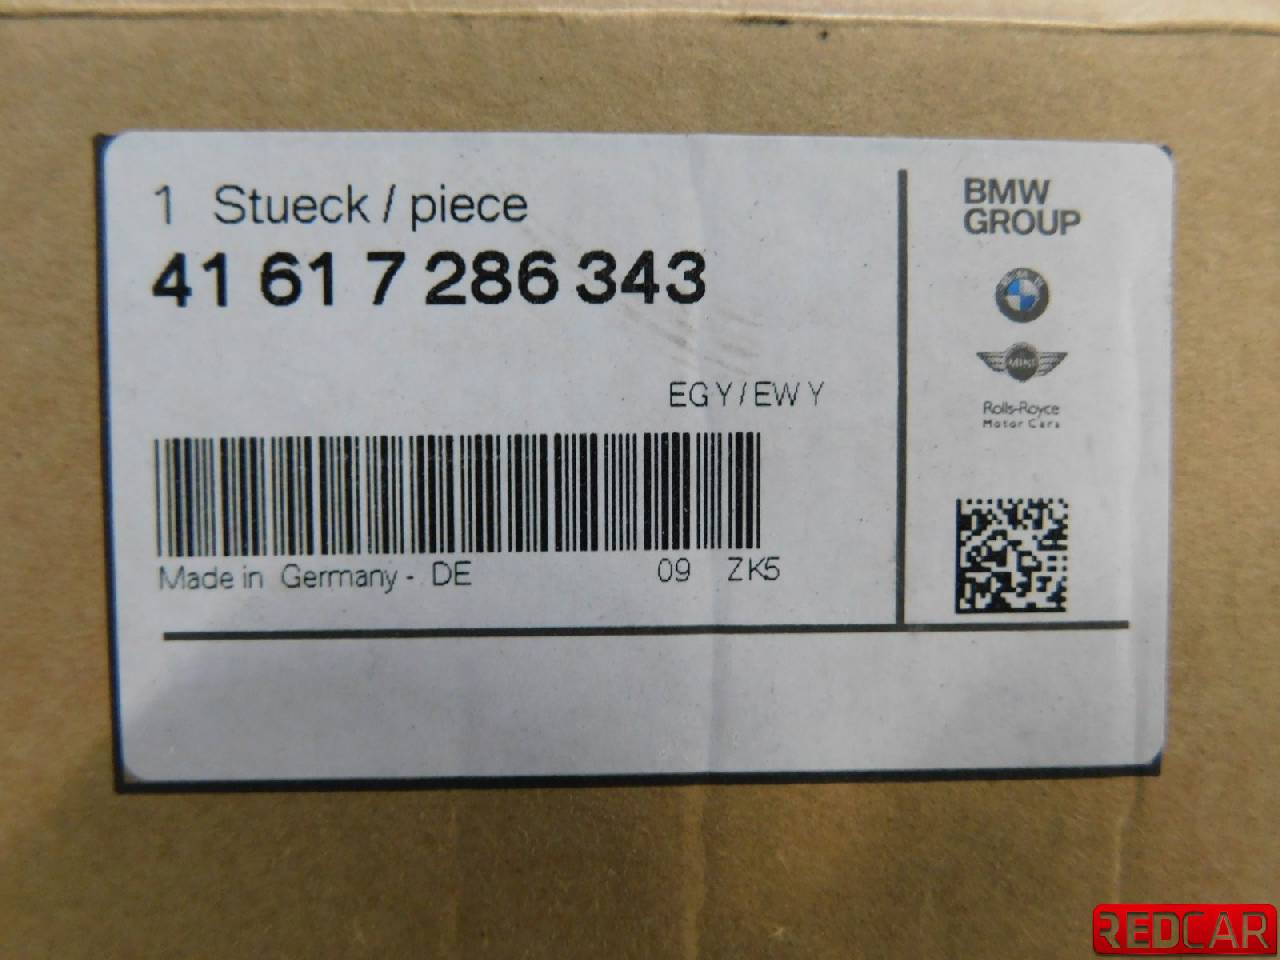 1 Stueck / piece
41 61 7 286 343
EG Y / EW Y
Made in Germany - DE 09 ZK5
BMW
GROUP
MINI
Rolls-Royce
Motor Cars
REDCAR